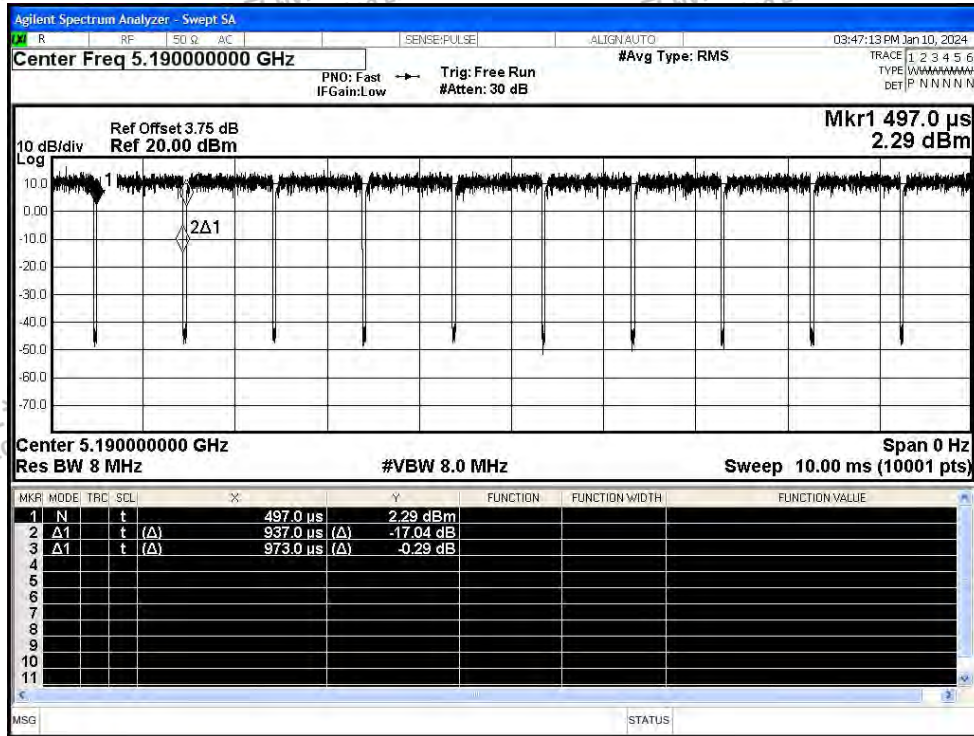 Agilent Spectrum Analyzer - Swept SA
LXI R RF 50 Ω AC SENSE:PULSE ALIGN AUTO 03:47:13 PM Jan 10, 2024
Center Freq 5.190000000 GHz
PNO: Fast
IFGain:Low
Trig: Free Run
#Atten: 30 dB
#Avg Type: RMS
TRACE 1 2 3 4 5 6
TYPE WWWWWW
DET P N N N N N
Mkr1 497.0 µs
2.29 dBm
Ref Offset 3.75 dB
10 dB/div Ref 20.00 dBm
Log
10.0
0.00
-10.0
-20.0
-30.0
-40.0
-50.0
-60.0
-70.0
1
2Δ1
Center 5.190000000 GHz Span 0 Hz
Res BW 8 MHz #VBW 8.0 MHz Sweep 10.00 ms (10001 pts)
MKR MODE TRC SCL X Y FUNCTION FUNCTION WIDTH FUNCTION VALUE
1 N t 497.0 µs 2.29 dBm
2 Δ1 t (Δ) 937.0 µs (Δ) -17.04 dB
3 Δ1 t (Δ) 973.0 µs (Δ) -0.29 dB
4
5
6
7
8
9
10
11
MSG STATUS